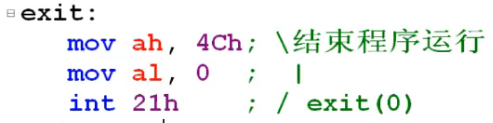 exit:
mov ah, 4Ch; \结束程序运行
mov al, 0 ; |
int 21h ; / exit(0)